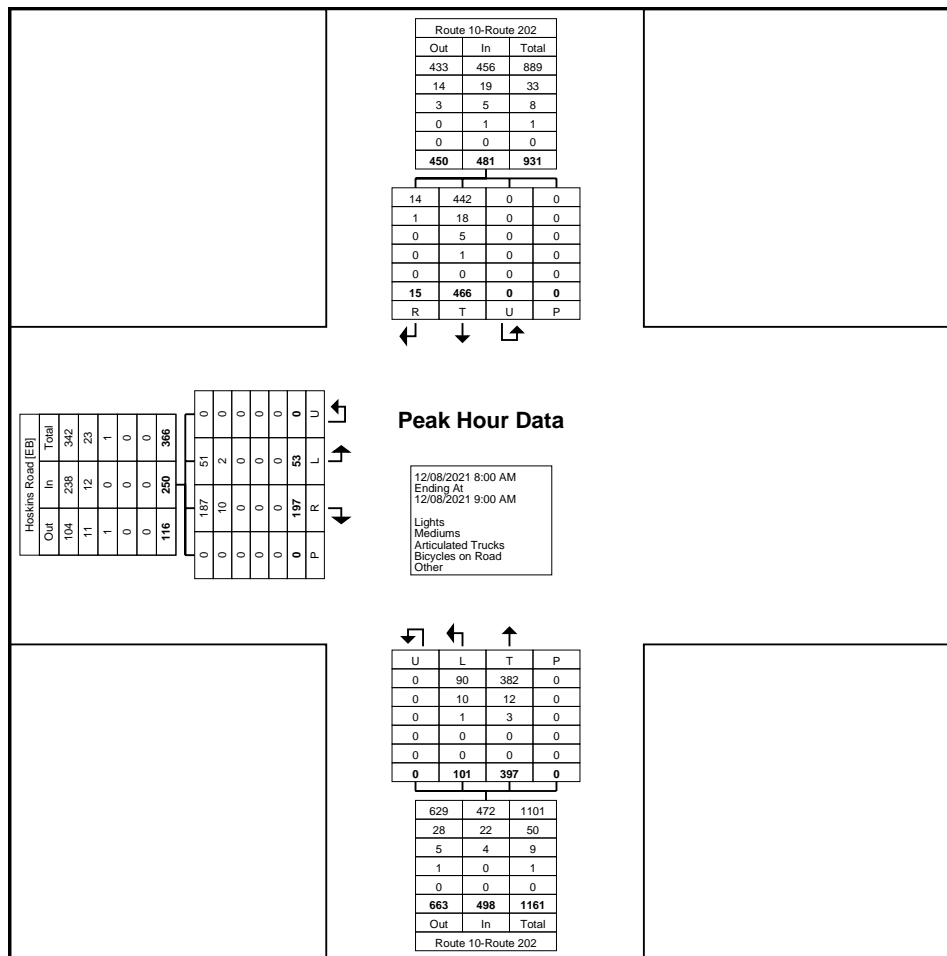 Route 10-Route 202
Out In Total
433 456 889
14 19 33
3 5 8
0 1 1
0 0 0
450 481 931
14 442 0 0
1 18 0 0
0 5 0 0
0 1 0 0
0 0 0 0
15 466 0 0
R T U P
Hoskins Road [EB]
Out In Total
104 238 342
11 12 23
1 0 1
0 0 0
0 0 0
116 250 366
0 187 51 0
0 10 2 0
0 0 0 0
0 0 0 0
0 0 0 0
0 197 53 0
P R L U
Peak Hour Data
12/08/2021 8:00 AM
Ending At
12/08/2021 9:00 AM
Lights
Mediums
Articulated Trucks
Bicycles on Road
Other
U L T P
0 90 382 0
0 10 12 0
0 1 3 0
0 0 0 0
0 0 0 0
0 101 397 0
629 472 1101
28 22 50
5 4 9
1 0 1
0 0 0
663 498 1161
Out In Total
Route 10-Route 202